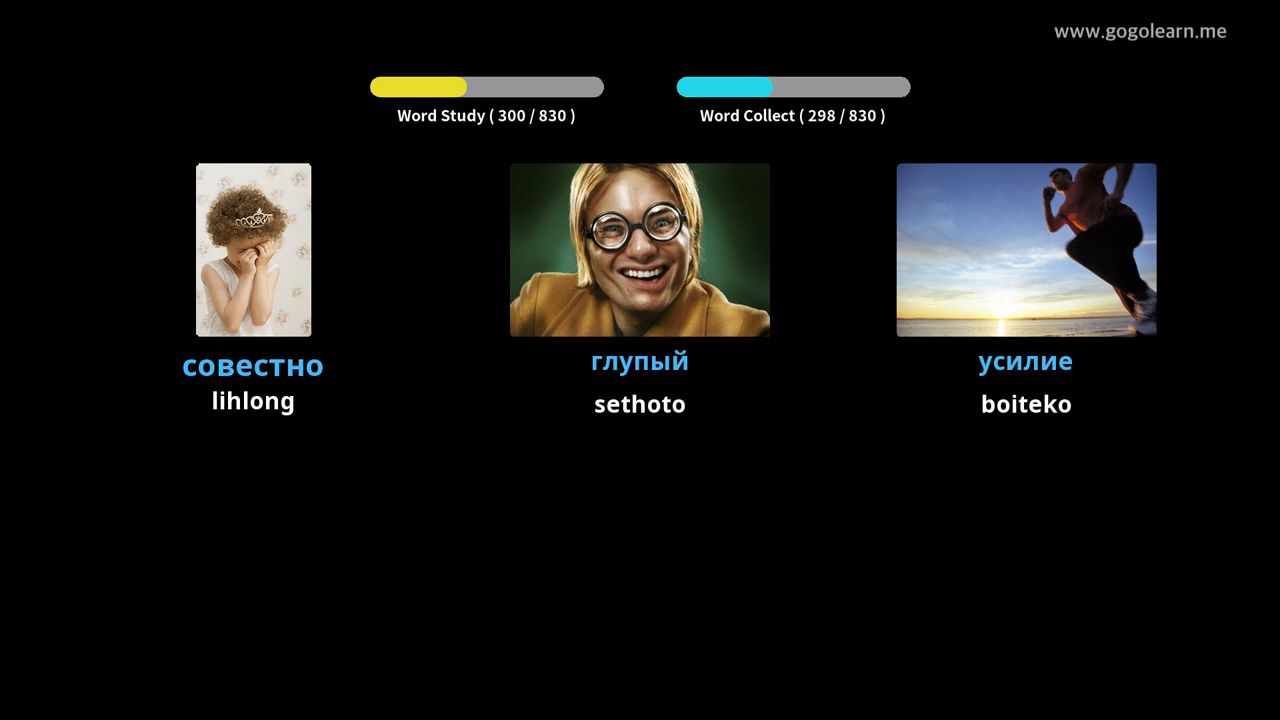 www.gogolearn.me
Word Study ( 300 / 830 )
Word Collect ( 298 / 830 )
совестно
lihlong
глупый
sethoto
усилие
boiteko